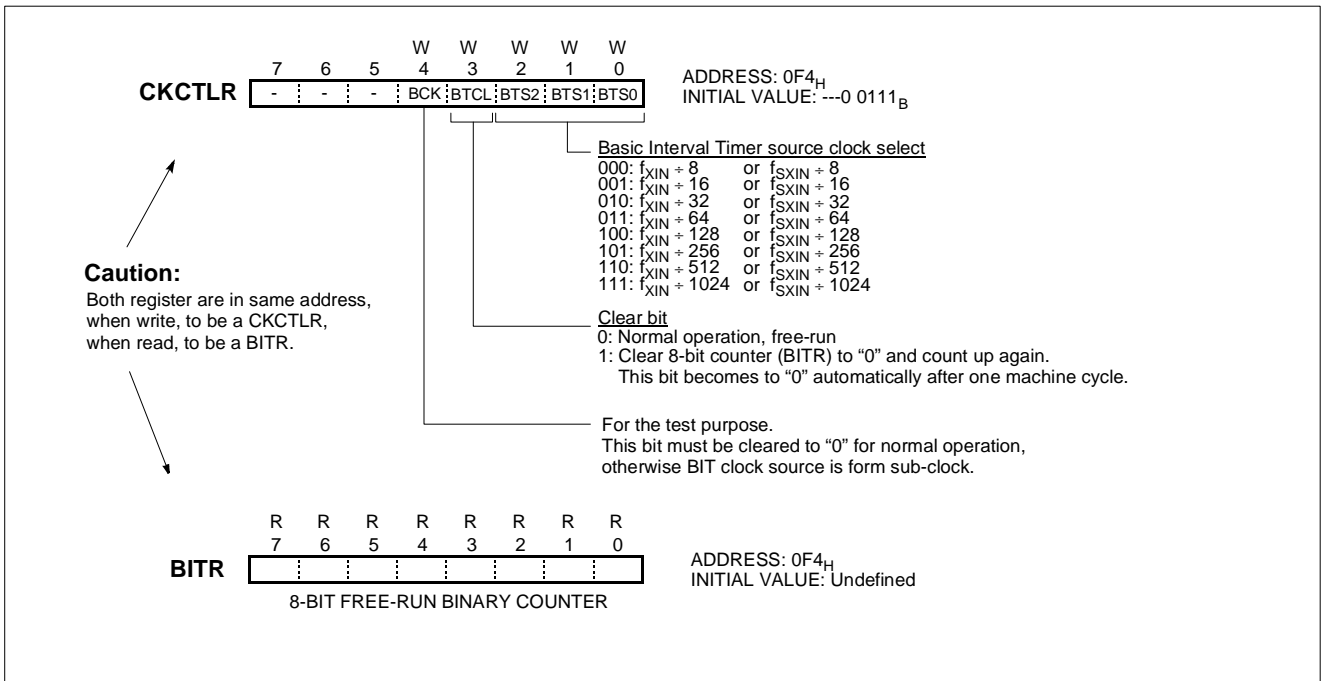 W W W W W
7 6 5 4 3 2 1 0
CKCTLR - - - BCK BTCL BTS2 BTS1 BTS0
ADDRESS: 0F4H
INITIAL VALUE: ---0 0111B
Basic Interval Timer source clock select
000: fXIN ÷ 8 or fSXIN ÷ 8
001: fXIN ÷ 16 or fSXIN ÷ 16
010: fXIN ÷ 32 or fSXIN ÷ 32
011: fXIN ÷ 64 or fSXIN ÷ 64
100: fXIN ÷ 128 or fSXIN ÷ 128
101: fXIN ÷ 256 or fSXIN ÷ 256
110: fXIN ÷ 512 or fSXIN ÷ 512
111: fXIN ÷ 1024 or fSXIN ÷ 1024
Caution:
Both register are in same address,
when write, to be a CKCTLR,
when read, to be a BITR.
Clear bit
0: Normal operation, free-run
1: Clear 8-bit counter (BITR) to “0” and count up again.
This bit becomes to “0” automatically after one machine cycle.
For the test purpose.
This bit must be cleared to “0” for normal operation,
otherwise BIT clock source is form sub-clock.
R R R R R R R R
7 6 5 4 3 2 1 0
BITR
ADDRESS: 0F4H
INITIAL VALUE: Undefined
8-BIT FREE-RUN BINARY COUNTER